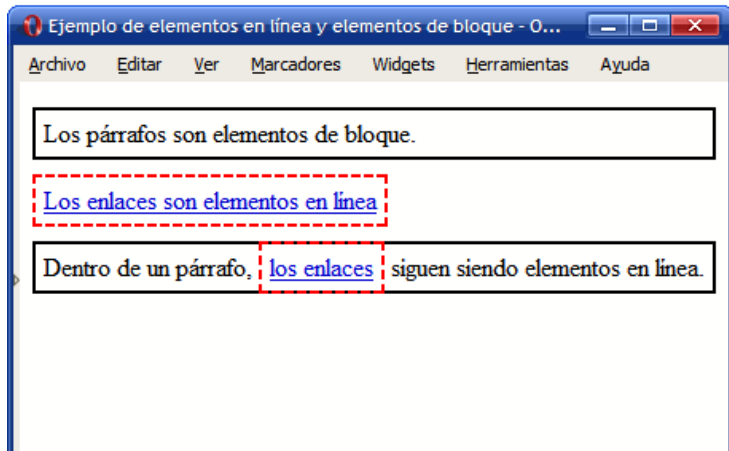 Ejemplo de elementos en línea y elementos de bloque - O...
Archivo Editar Ver Marcadores Widgets Herramientas Ayuda
Los párrafos son elementos de bloque.
Los enlaces son elementos en línea
Dentro de un párrafo, los enlaces siguen siendo elementos en línea.